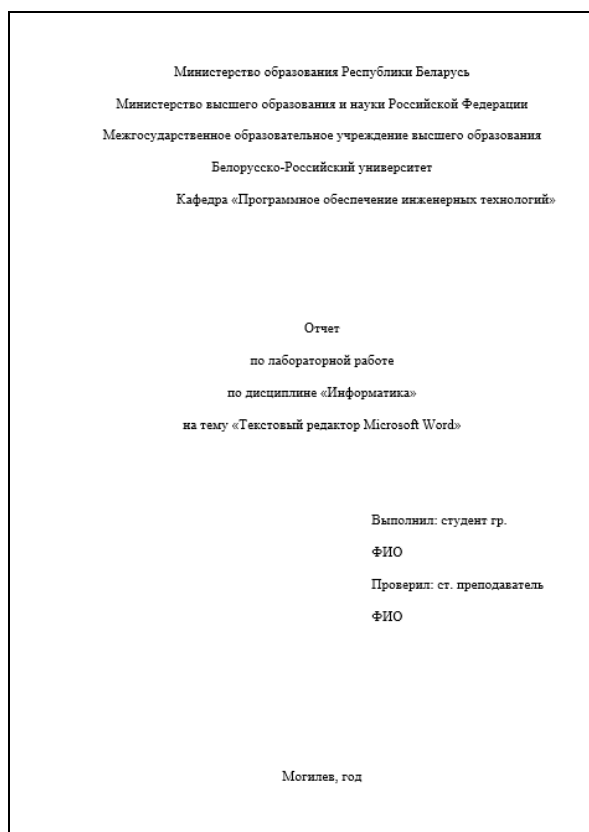 Министерство образования Республики Беларусь
Министерство высшего образования и науки Российской Федерации
Межгосударственное образовательное учреждение высшего образования
Белорусско-Российский университет
Кафедра «Программное обеспечение инженерных технологий»
Отчет
по лабораторной работе
по дисциплине «Информатика»
на тему «Текстовый редактор Microsoft Word»
Выполнил: студент гр.
ФИО
Проверил: ст. преподаватель
ФИО
Могилев, год